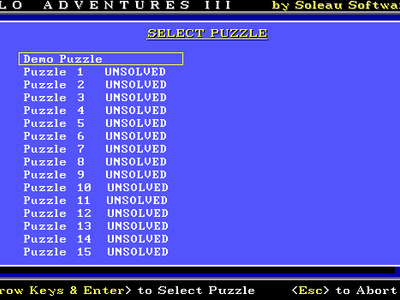 LO ADVENTURES III by Soleau Softwa
SELECT PUZZLE
Demo Puzzle
Puzzle 1 UNSOLVED
Puzzle 2 UNSOLVED
Puzzle 3 UNSOLVED
Puzzle 4 UNSOLVED
Puzzle 5 UNSOLVED
Puzzle 6 UNSOLVED
Puzzle 7 UNSOLVED
Puzzle 8 UNSOLVED
Puzzle 9 UNSOLVED
Puzzle 10 UNSOLVED
Puzzle 11 UNSOLVED
Puzzle 12 UNSOLVED
Puzzle 13 UNSOLVED
Puzzle 14 UNSOLVED
Puzzle 15 UNSOLVED
row Keys & Enter> to Select Puzzle <Esc> to Abort